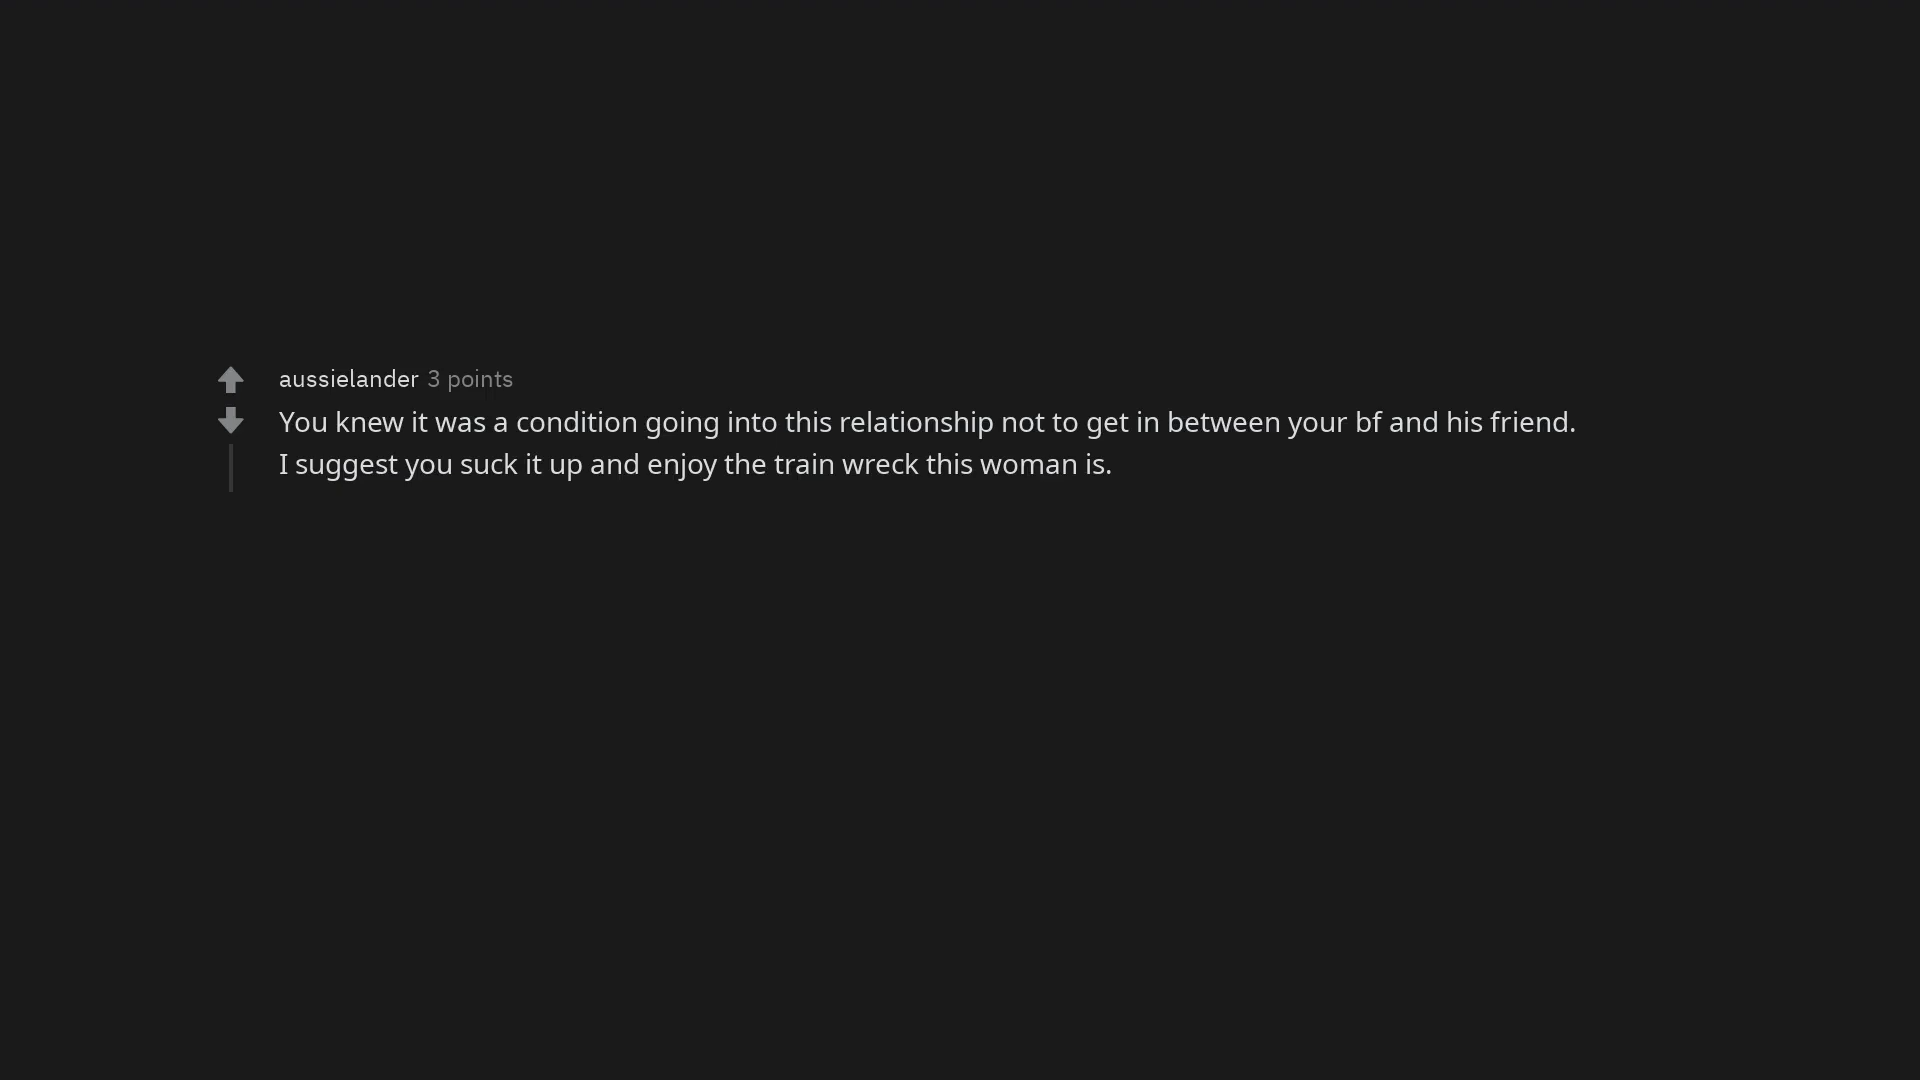 aussielander 3 points
You knew it was a condition going into this relationship not to get in between your bf and his friend.
I suggest you suck it up and enjoy the train wreck this woman is.